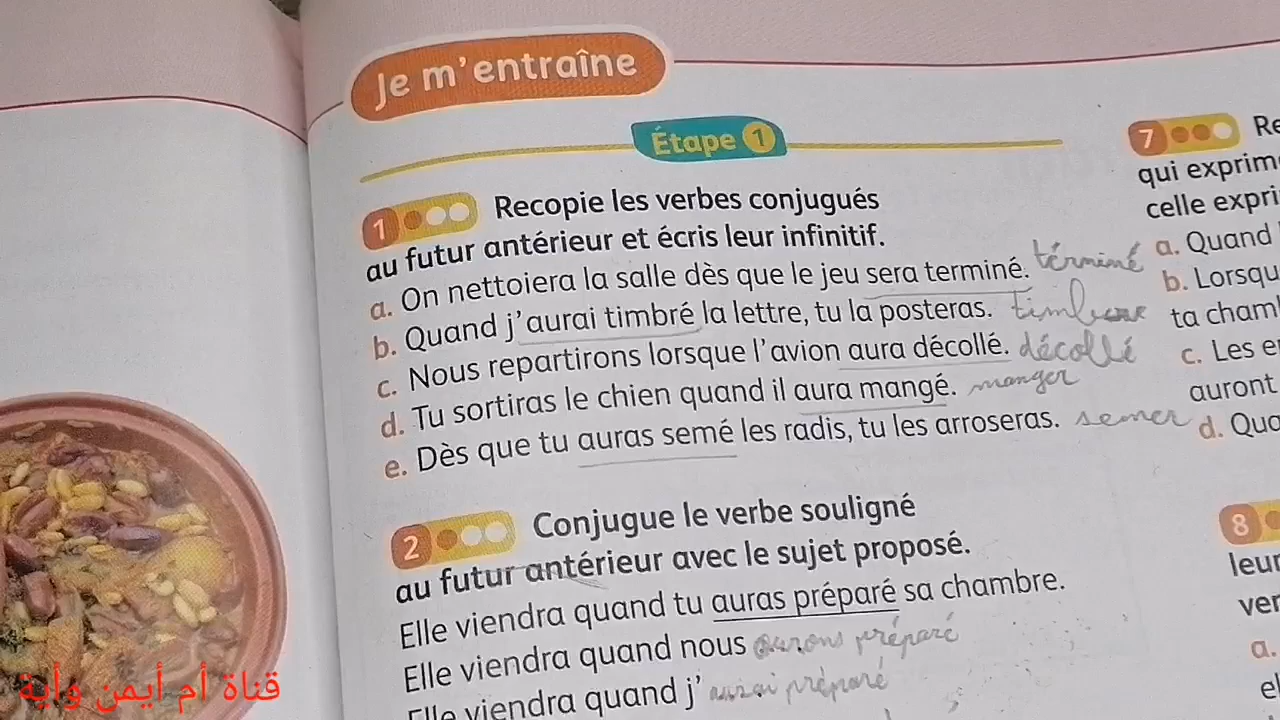 Je m'entraîne
Étape 1
1 Recopie les verbes conjugués
au futur antérieur et écris leur infinitif.
a. On nettoiera la salle dès que le jeu sera terminé. términé
b. Quand j'aurai timbré la lettre, tu la posteras.
c. Nous repartirons lorsque l'avion aura décollé. décollé
d. Tu sortiras le chien quand il aura mangé. manger
e. Dès que tu auras semé les radis, tu les arroseras. semer
2 Conjugue le verbe souligné
au futur antérieur avec le sujet proposé.
Elle viendra quand tu auras préparé sa chambre.
Elle viendra quand nous aurons préparé
Elle viendra quand j' aurai préparé
7
qui exprim
celle expri
a. Quand
b. Lorsqu
ta cham
c. Les
auront
d. Qua
8
leur
ver
a.
el
قناة أم أيمن وأية